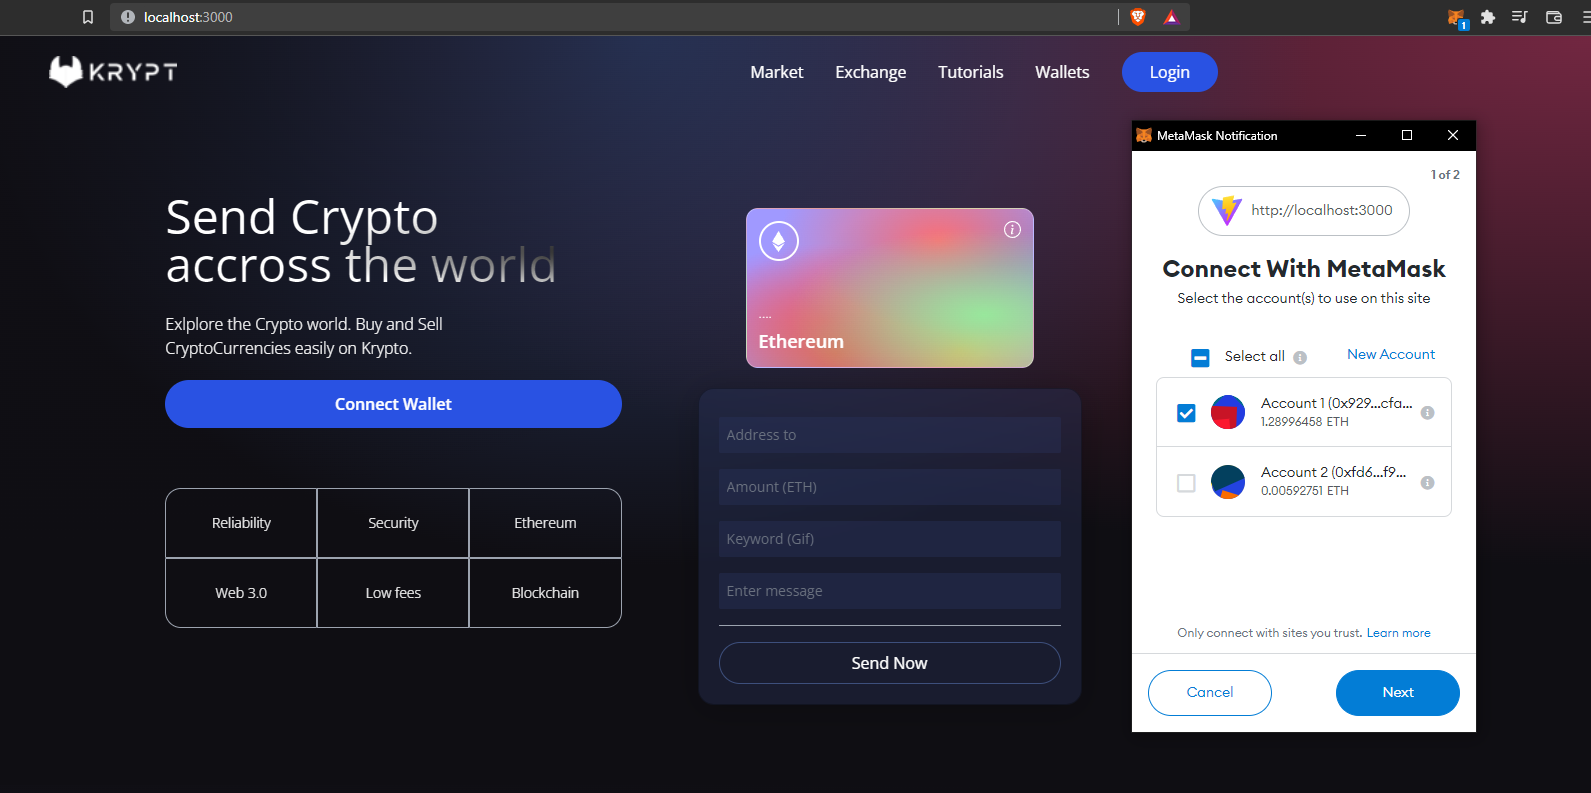 localhost:3000
1
KRYPT
Market
Exchange
Tutorials
Wallets
Login
Send Crypto
accross the world
Exlplore the Crypto world. Buy and Sell
CryptoCurrencies easily on Krypto.
Connect Wallet
Reliability
Security
Ethereum
Web 3.0
Low fees
Blockchain
....
Ethereum
Address to
Amount (ETH)
Keyword (Gif)
Enter message
Send Now
MetaMask Notification
1 of 2
http://localhost:3000
Connect With MetaMask
Select the account(s) to use on this site
Select all
New Account
Account 1 (0x929...cfa...
1.28996458 ETH
Account 2 (0xfd6...f9...
0.00592751 ETH
Only connect with sites you trust. Learn more
Cancel
Next